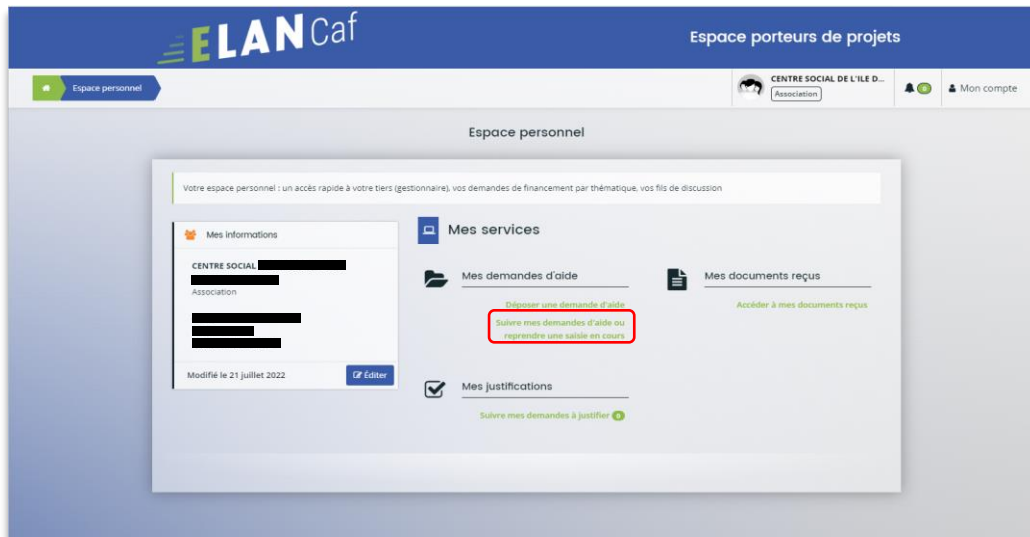 ELAN Caf
Espace porteurs de projets
Espace personnel
CENTRE SOCIAL DE L'ILE D...
Association
0
Mon compte
Espace personnel
Votre espace personnel : un accès rapide à votre tiers (gestionnaire), vos demandes de financement par thématique, vos fils de discussion
Mes informations
CENTRE SOCIAL
Association
Modifié le 21 juillet 2022
Éditer
Mes services
Mes demandes d'aide
Déposer une demande d'aide
Suivre mes demandes d'aide ou
reprendre une saisie en cours
Mes documents reçus
Accéder à mes documents reçus
Mes justifications
Suivre mes demandes à justifier 0